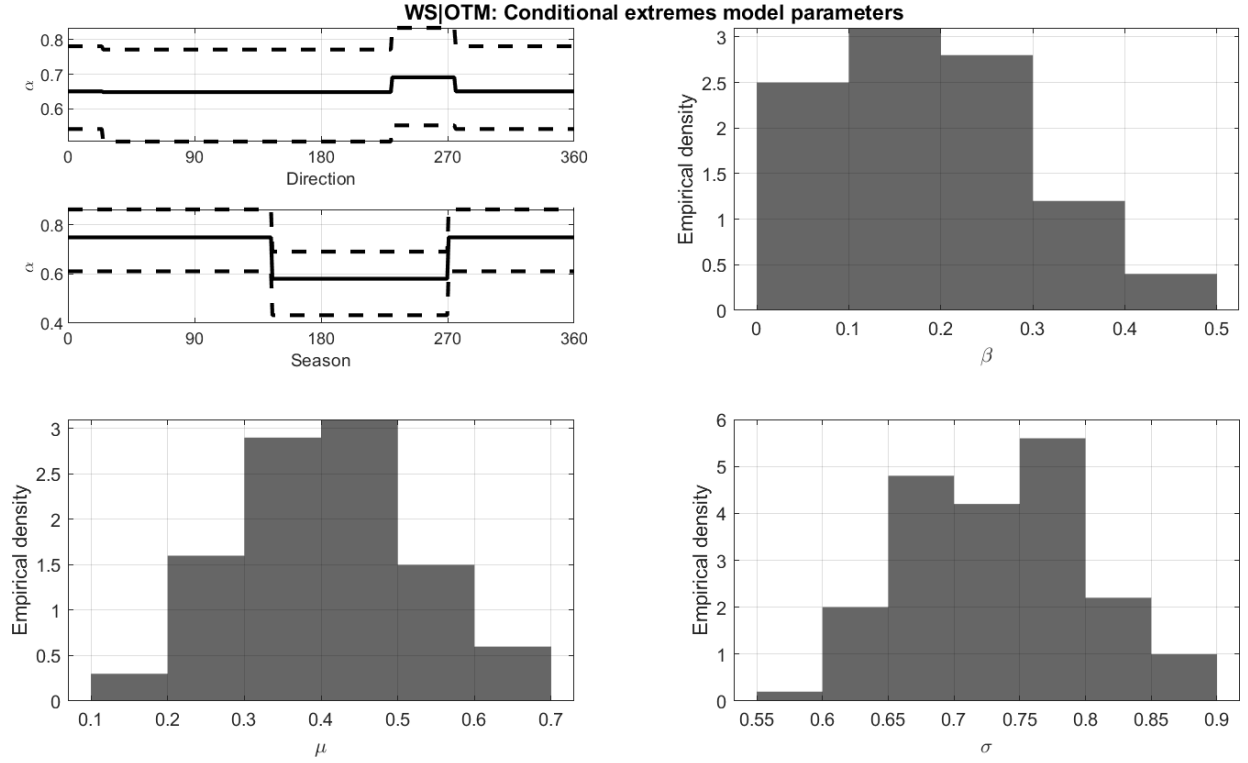 WS|OTM: Conditional extremes model parameters
0.8
0.7
0.6
α
0 90 180 270 360
Direction
0.8
0.6
0.4
α
0 90 180 270 360
Season
3
2.5
2
1.5
1
0.5
0
Empirical density
0 0.1 0.2 0.3 0.4 0.5
β
3
2.5
2
1.5
1
0.5
0
Empirical density
0.1 0.2 0.3 0.4 0.5 0.6 0.7
μ
6
5
4
3
2
1
0
Empirical density
0.55 0.6 0.65 0.7 0.75 0.8 0.85 0.9
σ